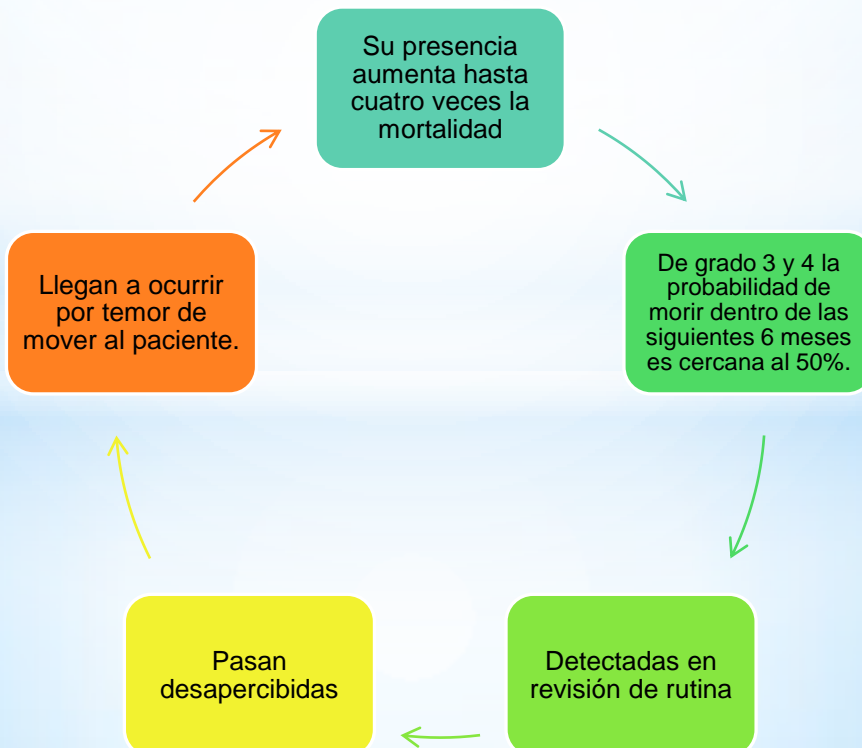 Su presencia
aumenta hasta
cuatro veces la
mortalidad
De grado 3 y 4 la
probabilidad de
morir dentro de las
siguientes 6 meses
es cercana al 50%.
Detectadas en
revisión de rutina
Pasan
desapercibidas
Llegan a ocurrir
por temor de
mover al paciente.